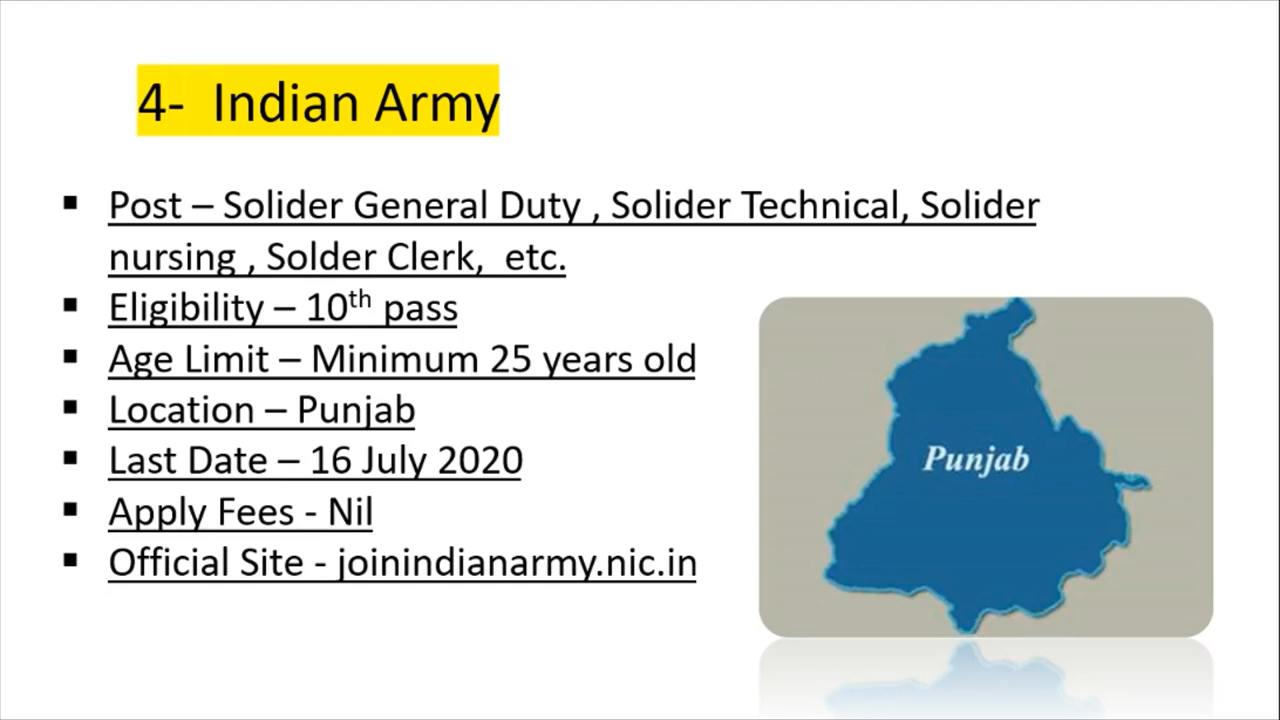 4-  Indian Army
▪ Post – Solider General Duty , Solider Technical, Solider
nursing , Solder Clerk,  etc.
▪ Eligibility – 10th pass
▪ Age Limit – Minimum 25 years old
▪ Location – Punjab
▪ Last Date – 16 July 2020
▪ Apply Fees - Nil
▪ Official Site - joinindianarmy.nic.in
Punjab